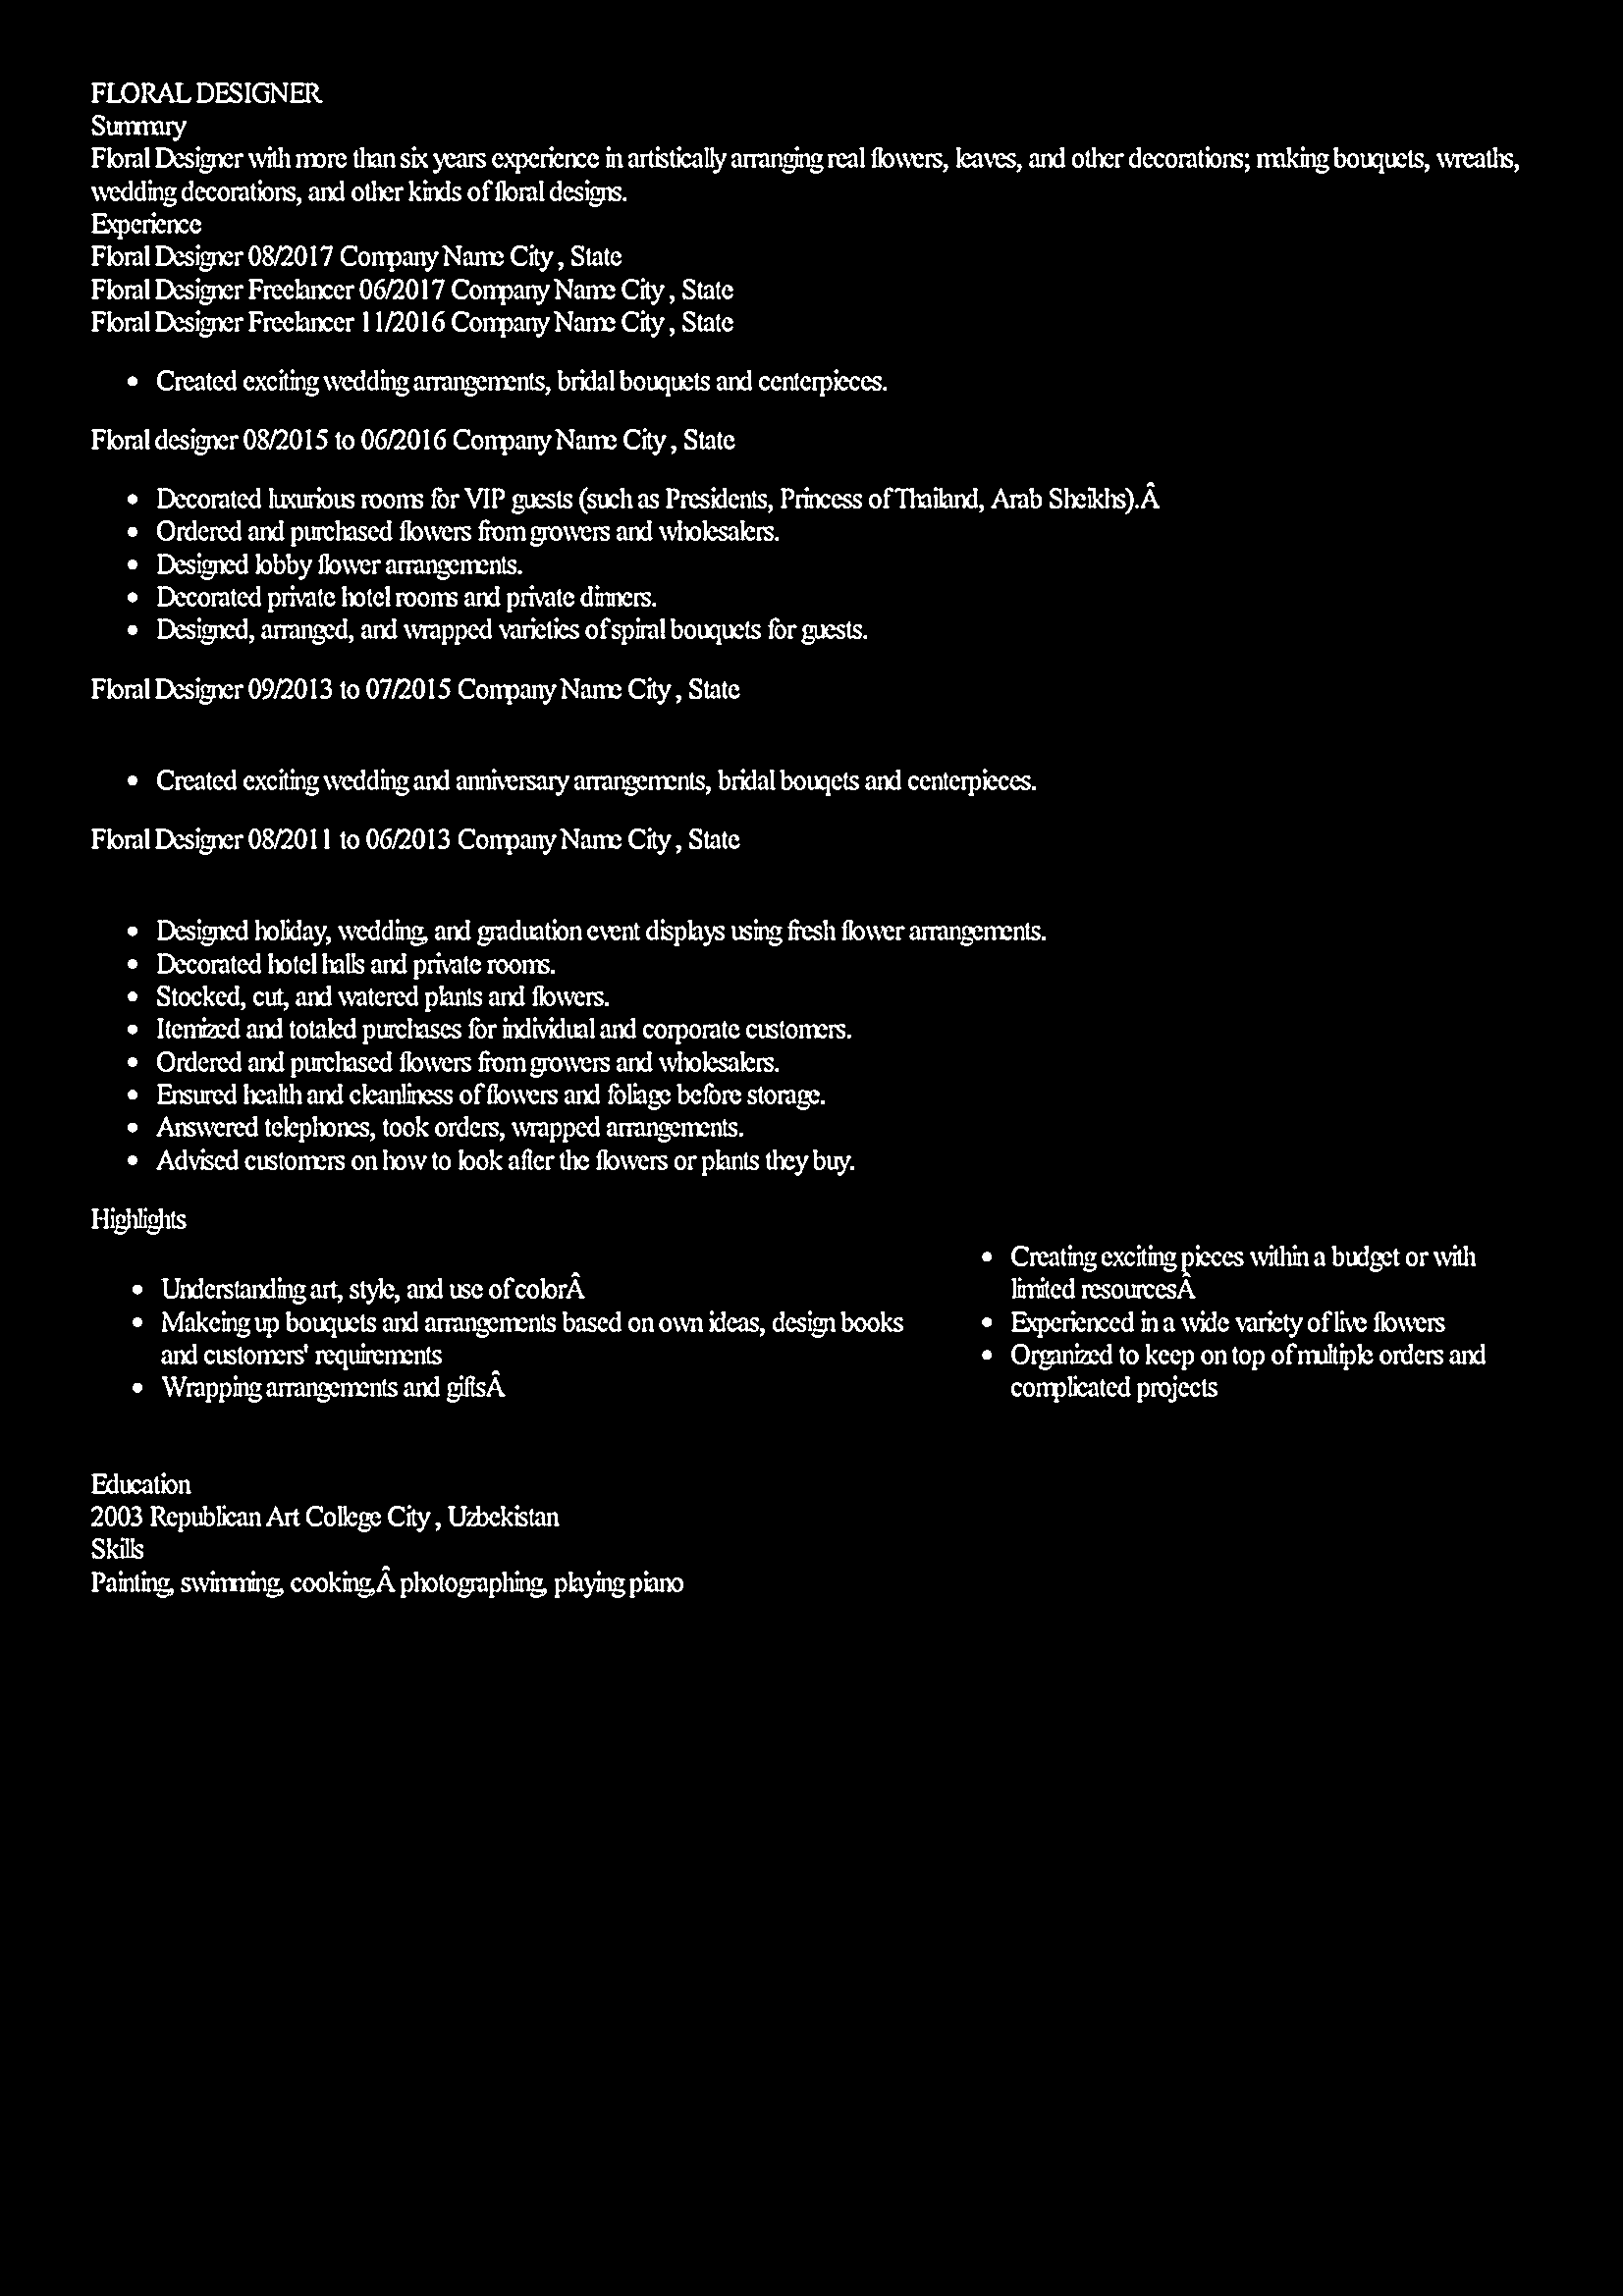 FLORAL DESIGNER
Summary
Floral Designer with more than six years experience in artistically arranging real flowers, leaves, and other decorations; making bouquets, wreaths,
wedding decorations, and other kinds of floral designs.
Experience
Floral Designer 08/2017 Company Name City , State
Floral Designer Freelancer 06/2017 Company Name City , State
Floral Designer Freelancer 11/2016 Company Name City , State
• Created exciting wedding arrangements, bridal bouquets and centerpieces.
Floral designer 08/2015 to 06/2016 Company Name City , State
• Decorated luxurious rooms for VIP guests (such as Presidents, Princess of Thailand, Arab Sheikhs).Â
• Ordered and purchased flowers from growers and wholesalers.
• Designed lobby flower arrangements.
• Decorated private hotel rooms and private dinners.
• Designed, arranged, and wrapped varieties of spiral bouquets for guests.
Floral Designer 09/2013 to 07/2015 Company Name City , State
• Created exciting wedding and anniversary arrangements, bridal bouqets and centerpieces.
Floral Designer 08/2011 to 06/2013 Company Name City , State
• Designed holiday, wedding, and graduation event displays using fresh flower arrangements.
• Decorated hotel halls and private rooms.
• Stocked, cut, and watered plants and flowers.
• Itemized and totaled purchases for individual and corporate customers.
• Ordered and purchased flowers from growers and wholesalers.
• Ensured health and cleanliness of flowers and foliage before storage.
• Answered telephones, took orders, wrapped arrangements.
• Advised customers on how to look after the flowers or plants they buy.
Highlights
• Understanding art, style, and use of colorÂ
• Makeing up bouquets and arrangements based on own ideas, design books
and customers' requirements
• Wrapping arrangements and giftsÂ
• Creating exciting pieces within a budget or with
limited resourcesÂ
• Experienced in a wide variety of live flowers
• Organized to keep on top of multiple orders and
complicated projects
Education
2003 Republican Art College City , Uzbekistan
Skills
Painting, swimming, cooking,Â photographing, playing piano